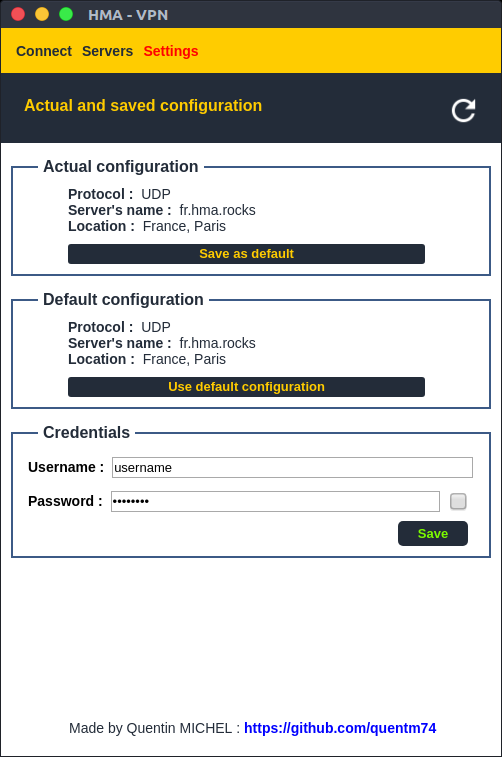 HMA - VPN
Connect Servers Settings
Actual and saved configuration
Actual configuration
Protocol : UDP
Server's name : fr.hma.rocks
Location : France, Paris
Save as default
Default configuration
Protocol : UDP
Server's name : fr.hma.rocks
Location : France, Paris
Use default configuration
Credentials
Username : username
Password : ••••••••
Save
Made by Quentin MICHEL : https://github.com/quentm74